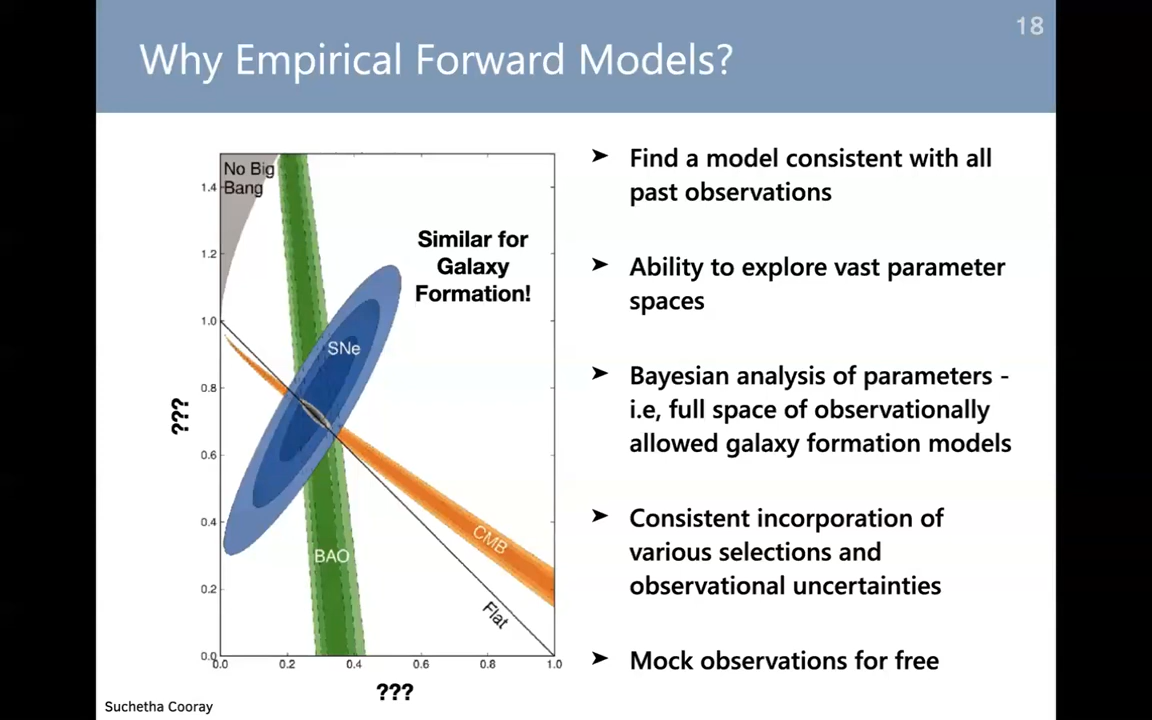 18
Why Empirical Forward Models?
No Big
Bang
1.4
1.2
1.0
0.8
0.6
0.4
0.2
0.0
???
Similar for
Galaxy
Formation!
SNe
BAO
CMB
Flat
0.0
0.2
0.4
0.6
0.8
1.0
???
➤ Find a model consistent with all
past observations
➤ Ability to explore vast parameter
spaces
➤ Bayesian analysis of parameters -
i.e, full space of observationally
allowed galaxy formation models
➤ Consistent incorporation of
various selections and
observational uncertainties
➤ Mock observations for free
Suchetha Cooray